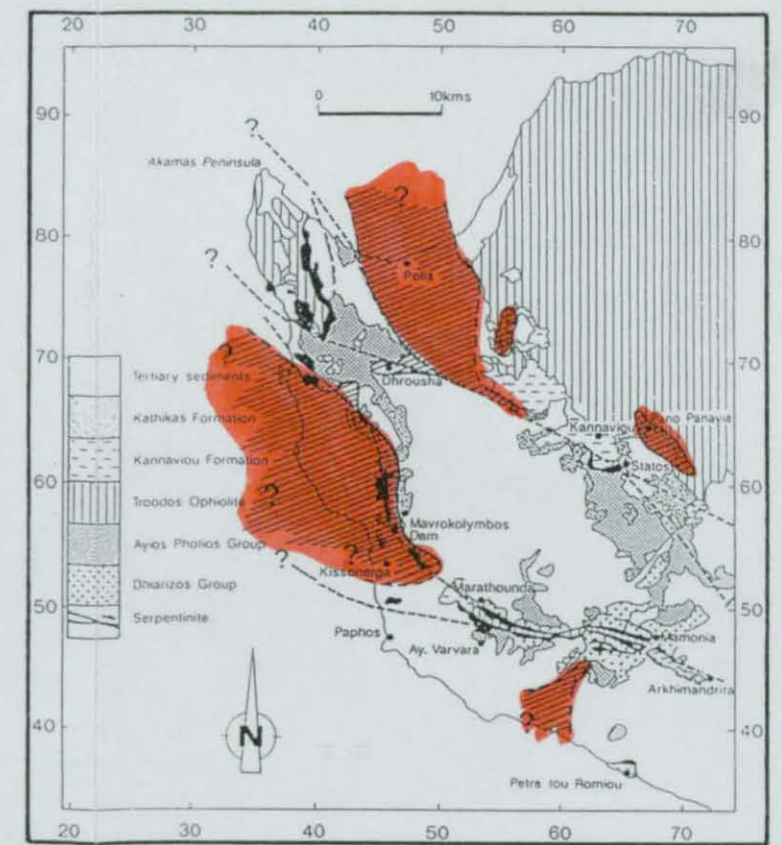 20 30 40 50 60 70
0 10kms
90 90
?
Akamas Peninsula
?
80 80
?
Polis
70 70
?
Dhrousha
Tertiary sediments
Kathikas Formation
Kannaviou
no Panayia
Kannaviou Formation
Statos
60 60
?
Troodos Ophiolite
Mavrokolymbos
Dam
Ayios Photios Group
?
?
Kissonerga
Dhiarizos Group
Marathounda
50 50
Serpentinite
Paphos
Ay. Varvara
Mamonia
Arkhimandrita
?
40 40
N
Petra tou Romiou
20 30 40 50 60 70